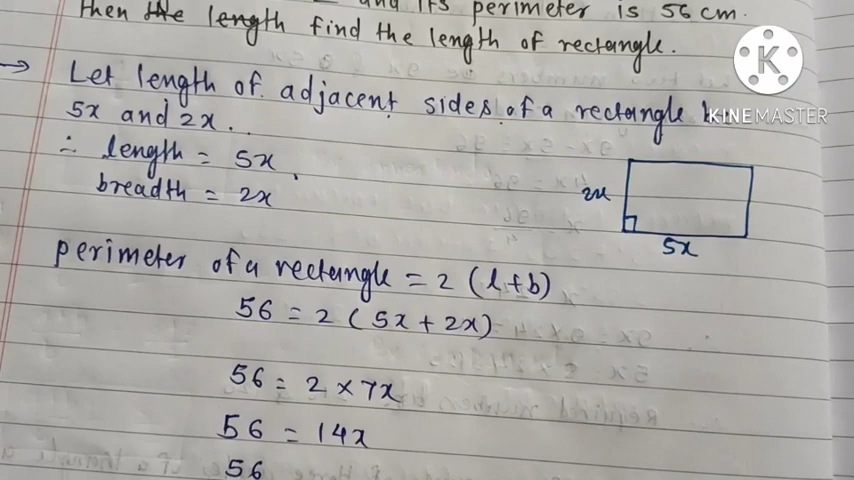 and its perimeter is 56 cm.
then the length find the length of rectangle.
→ Let length of adjacent sides of a rectangle
5x and 2x.
∴ length = 5x.
breadth = 2x
2x
5x
perimeter of a rectangle = 2 (l+b)
56 = 2 (5x + 2x)
56 = 2 × 7x
56 = 14x
56
K
KINEMASTER